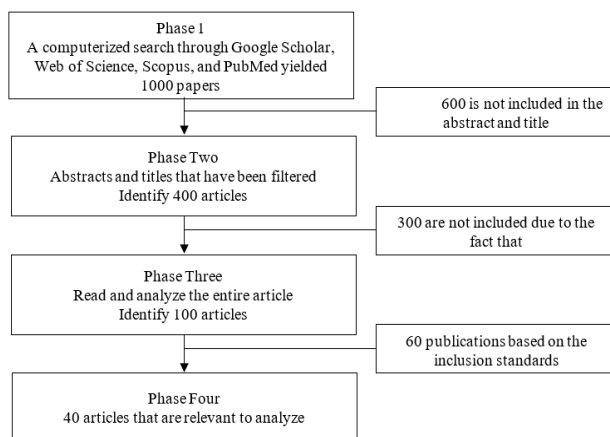 Phase 1
A computerized search through Google Scholar,
Web of Science, Scopus, and PubMed yielded
1000 papers
600 is not included in the
abstract and title
Phase Two
Abstracts and titles that have been filtered
Identify 400 articles
300 are not included due to the
fact that
Phase Three
Read and analyze the entire article
Identify 100 articles
60 publications based on the
inclusion standards
Phase Four
40 articles that are relevant to analyze